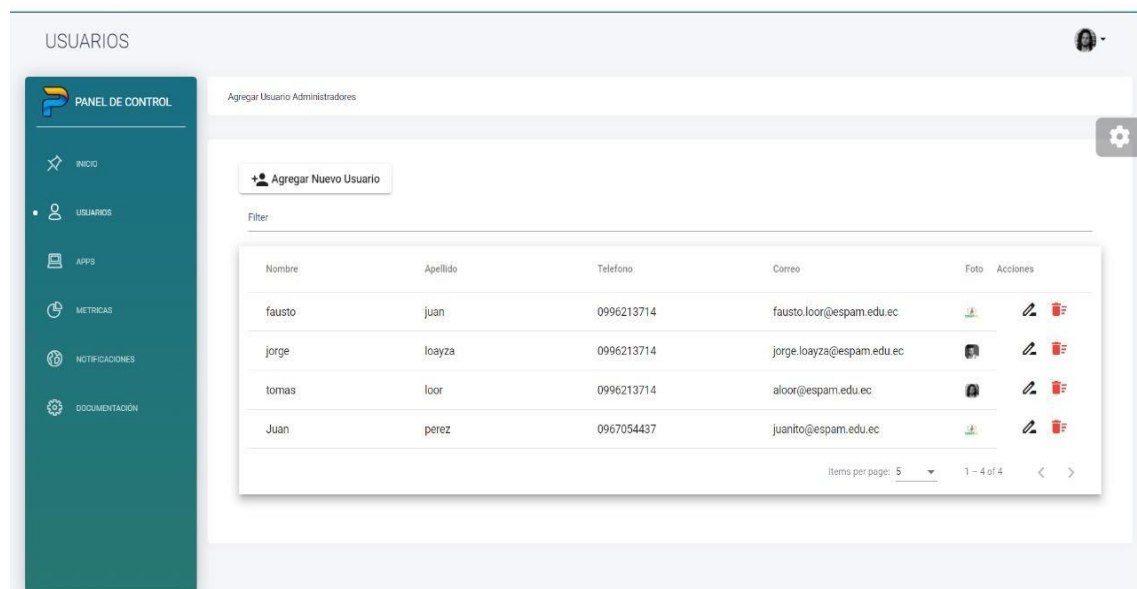 USUARIOS
PANEL DE CONTROL
Agregar Usuario Administradores
INICIO
USUARIOS
APPS
METRICAS
NOTIFICACIONES
DOCUMENTACIÓN
Agregar Nuevo Usuario
Filter
Nombre Apellido Telefono Correo Foto Acciones
fausto juan 0996213714 fausto.loor@espam.edu.ec
jorge loayza 0996213714 jorge.loayza@espam.edu.ec
tomas loor 0996213714 aloor@espam.edu.ec
Juan perez 0967054437 juanito@espam.edu.ec
Items per page: 5 1 – 4 of 4